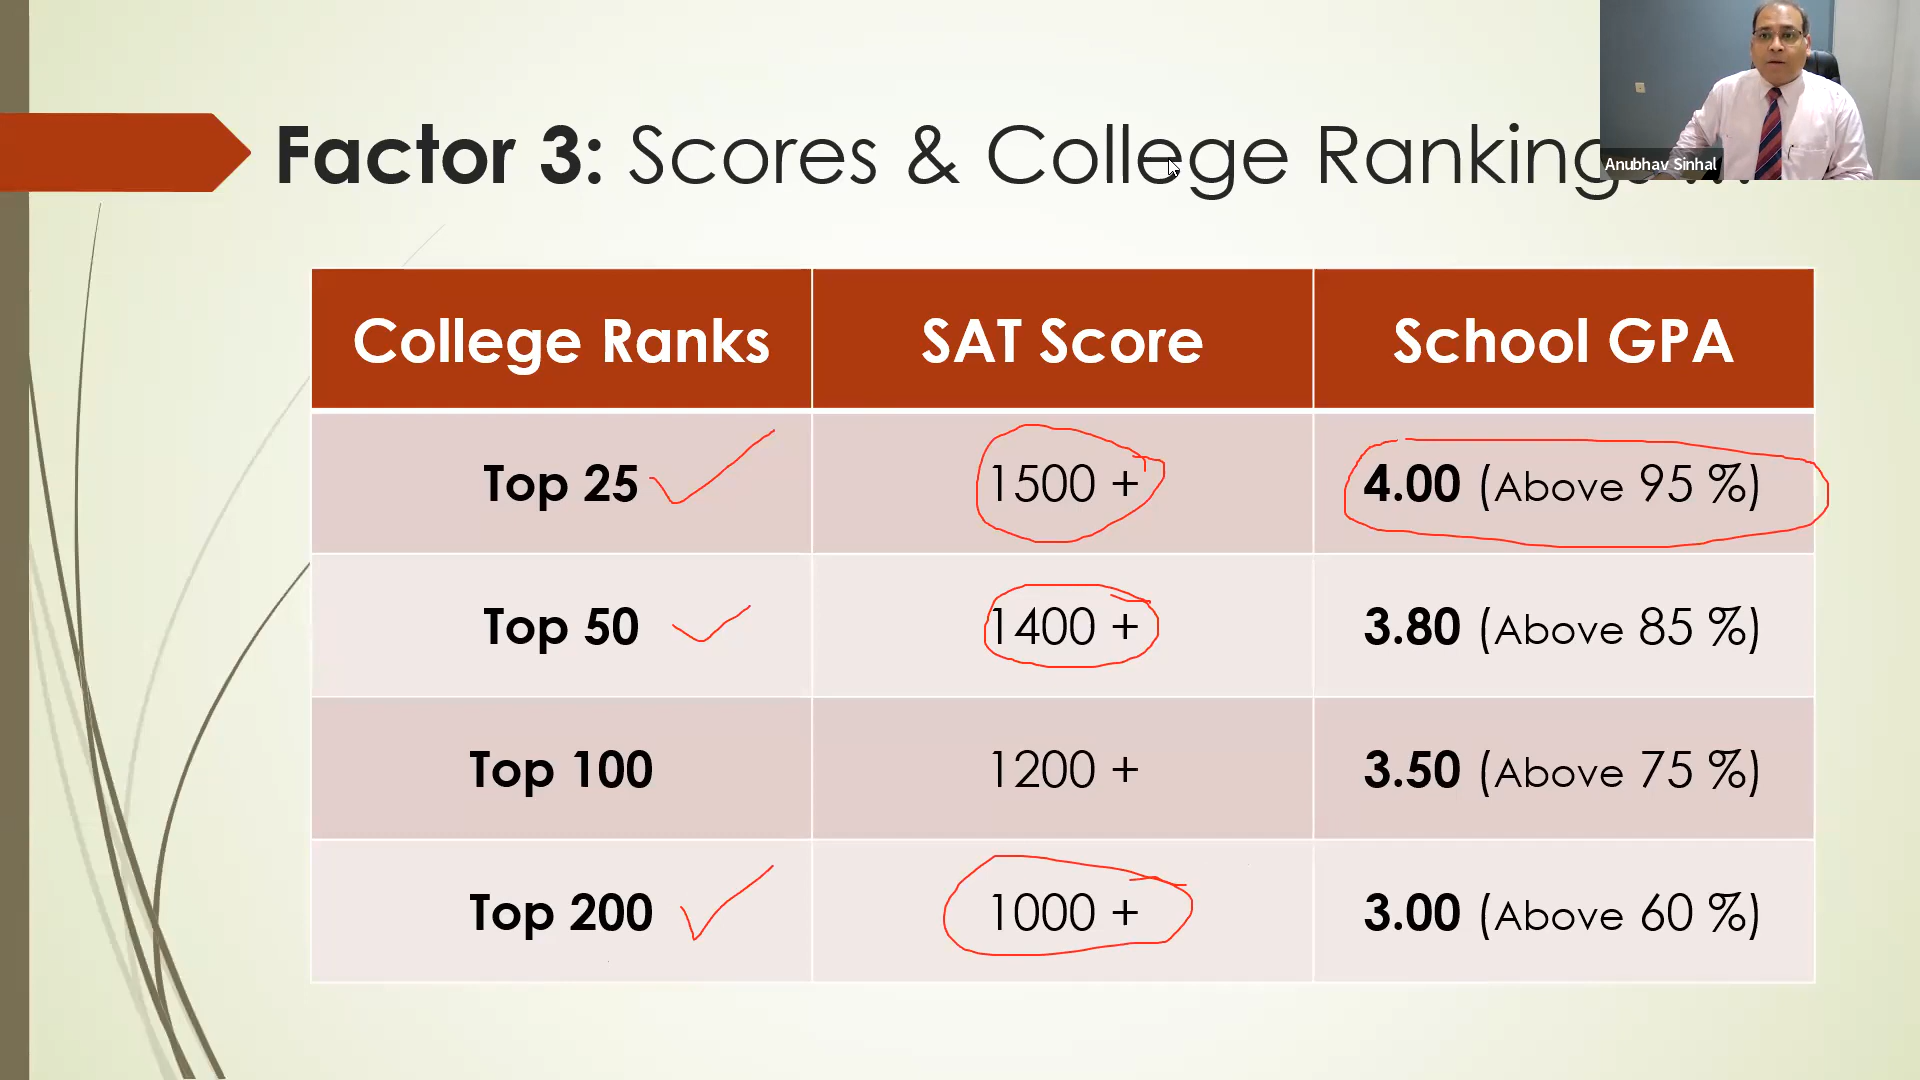 Factor 3: Scores & College Ranking
Anubhav Sinhal
College Ranks SAT Score School GPA
Top 25 1500 + 4.00 (Above 95 %)
Top 50 1400 + 3.80 (Above 85 %)
Top 100 1200 + 3.50 (Above 75 %)
Top 200 1000 + 3.00 (Above 60 %)